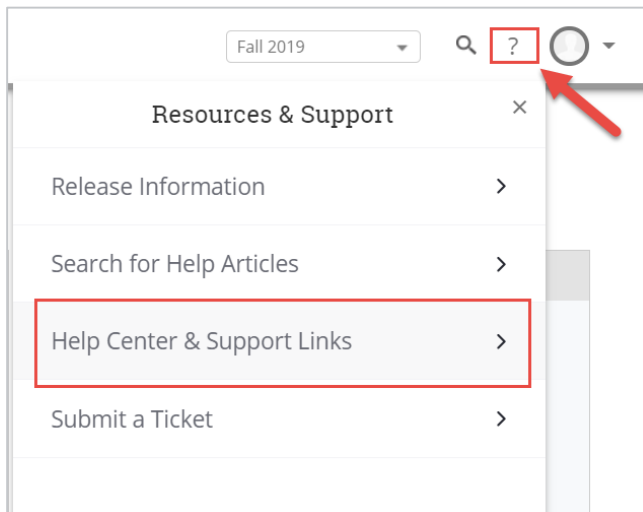 Fall 2019
?
Resources & Support
Release Information
Search for Help Articles
Help Center & Support Links
Submit a Ticket